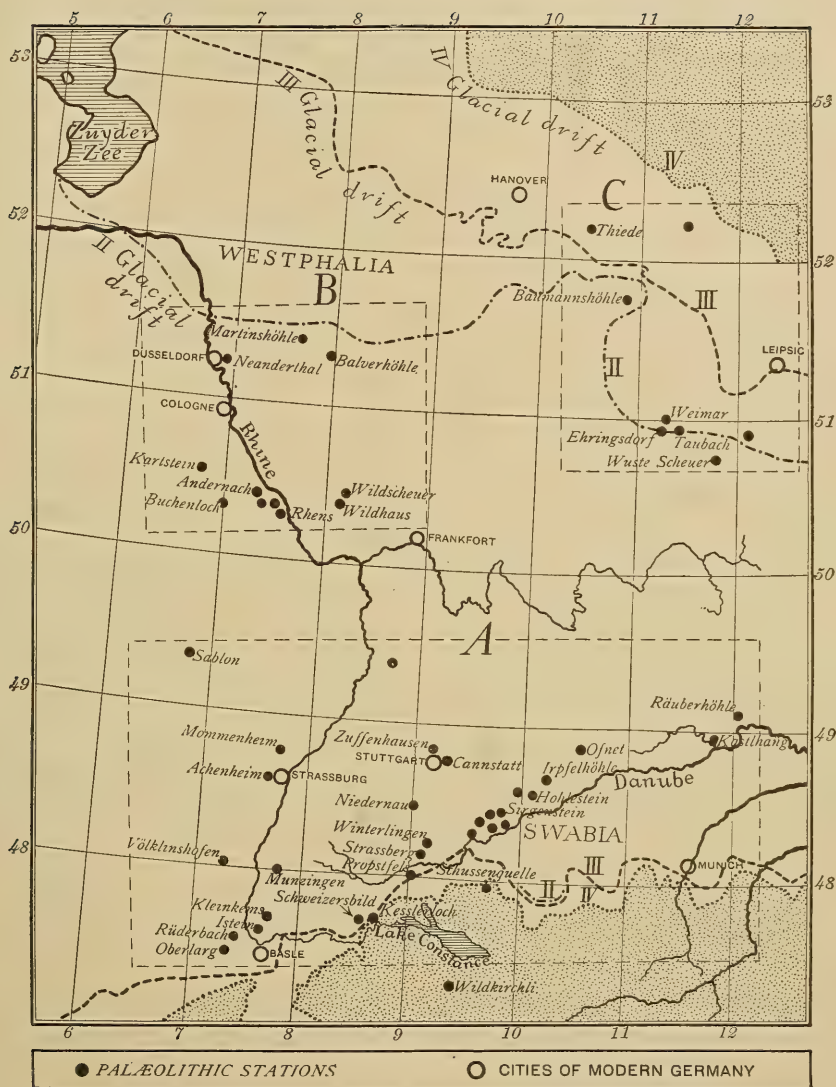 5 6 7 8 9 10 11 12
53
53
IV Glacial drift
III Glacial drift
IV
Zuyder
Zee
HANOVER
C
Thiede
52
52
II Glacial drift
WESTPHALIA
B
Baumannshöhle
III
Martinshöhle
DÜSSELDORF
Neanderthal
Balverhöhle
II
LEIPSIC
51
51
COLOGNE
Weimar
Ehringsdorf
Taubach
Wuste Scheuer
Rhine
Kartstein
Andernach
Wildscheuer
Buchenloch
Rhens
Wildhaus
50
50
FRANKFORT
A
Sablon
49
49
Räuberhöhle
Kastlhäng
Mommenheim
Zuffenhausen
STUTTGART
Cannstatt
Ofnet
Irpfelhöhle
Achenheim
STRASSBURG
Danube
Hohlestein
Niedernau
Sirgenstein
SWABIA
Winterlingen
Strassberg
Propstfels
Schussenquelle
48
48
Völklinshofen
Munzingen
II
III
IV
MUNICH
Schweizersbild
Kesslerloch
Kleinkems
Istein
Lake Constance
Rüderbach
Oberlarg
BASLE
Wildkirchli
6 7 8 9 10 11 12
PALÆOLITHIC STATIONS CITIES OF MODERN GERMANY